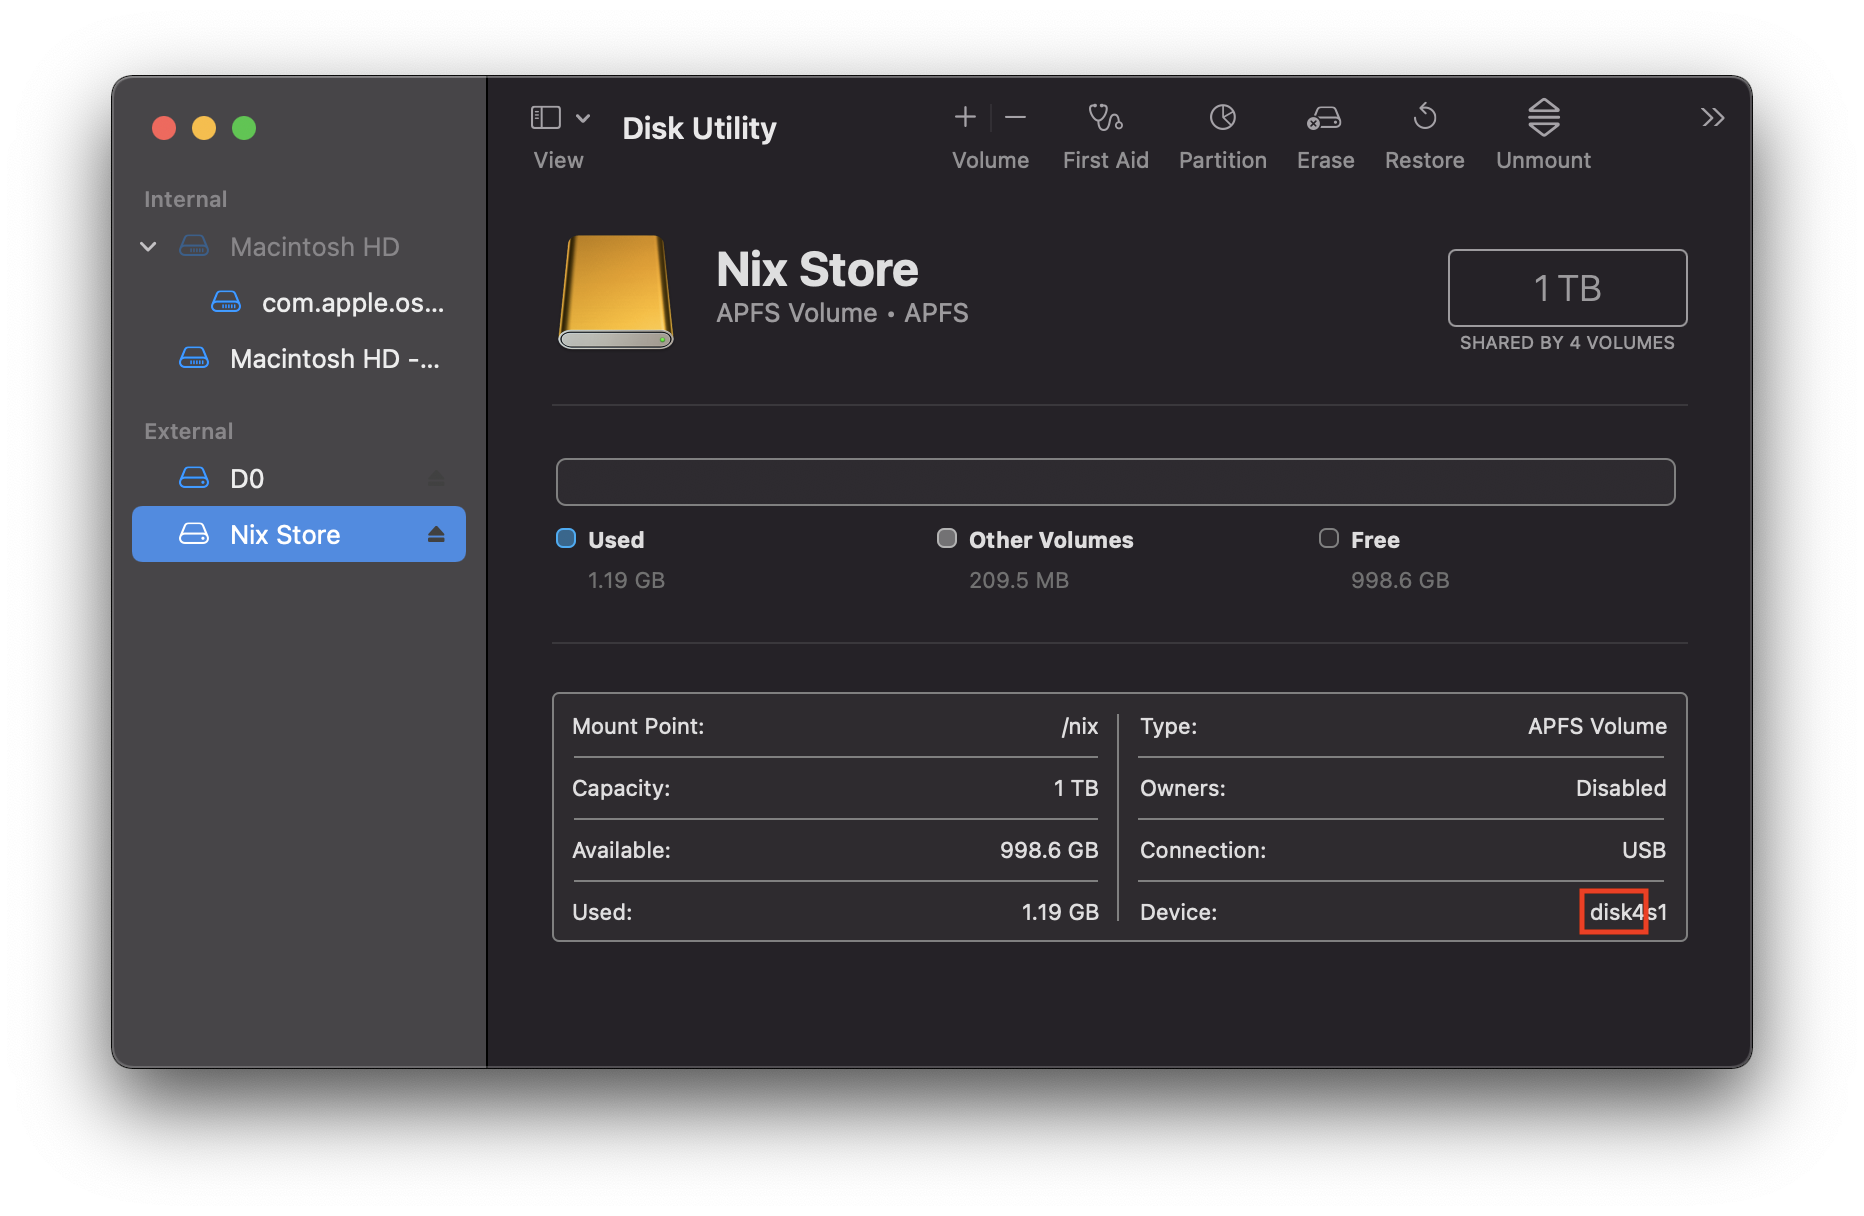 View
Disk Utility
Volume
First Aid
Partition
Erase
Restore
Unmount
Internal
Macintosh HD
com.apple.os...
Macintosh HD -...
External
D0
Nix Store
Nix Store
APFS Volume • APFS
1 TB
SHARED BY 4 VOLUMES
Used
1.19 GB
Other Volumes
209.5 MB
Free
998.6 GB
Mount Point: /nix
Capacity: 1 TB
Available: 998.6 GB
Used: 1.19 GB
Type: APFS Volume
Owners: Disabled
Connection: USB
Device: disk4s1